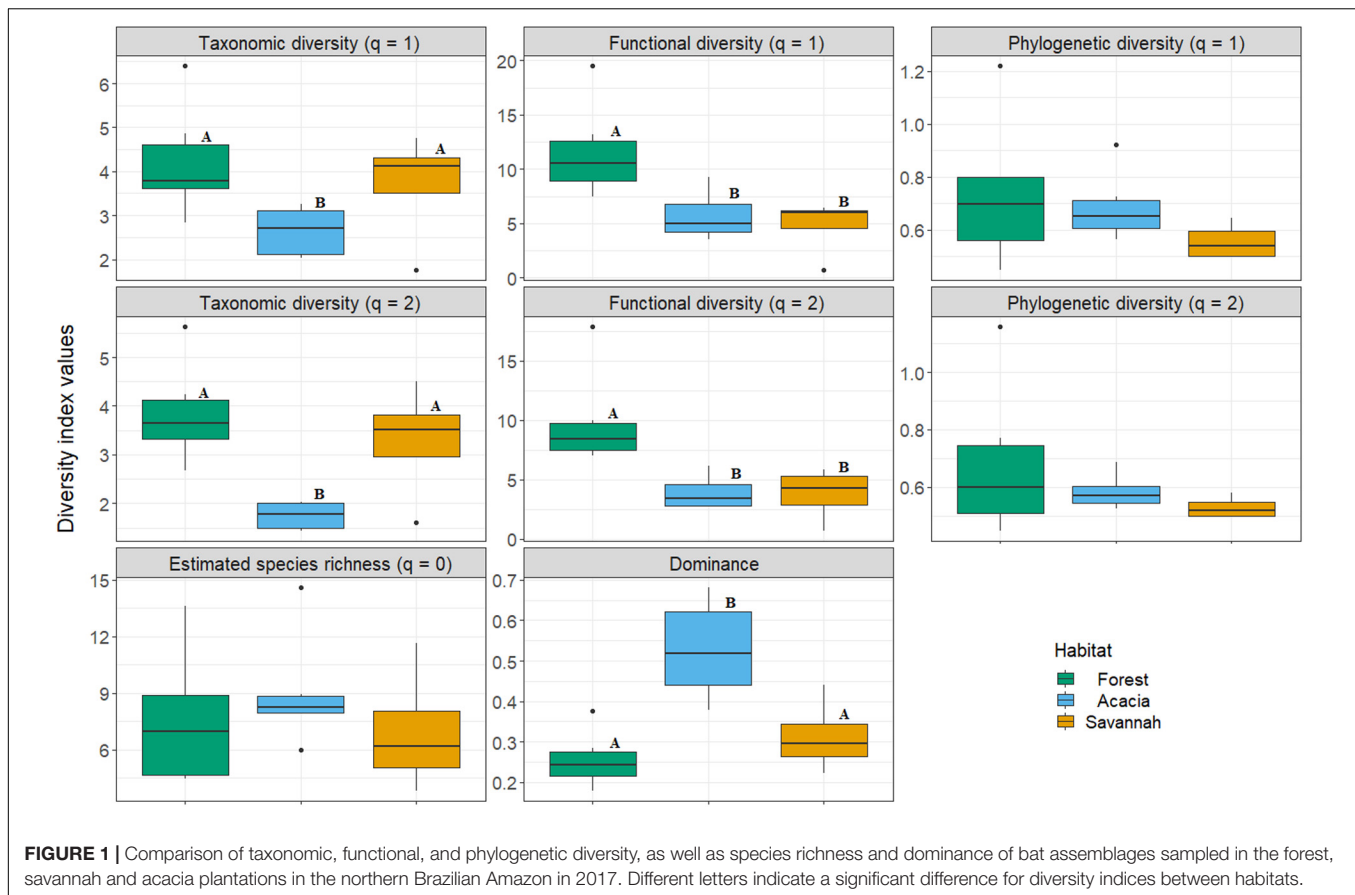 Taxonomic diversity (q = 1)
Functional diversity (q = 1)
Phylogenetic diversity (q = 1)
6
5
4
3
2
A
B
A
20
15
10
5
0
A
B
B
1.2
1.0
0.8
0.6
Taxonomic diversity (q = 2)
Functional diversity (q = 2)
Phylogenetic diversity (q = 2)
Diversity index values
5
4
3
2
A
B
A
15
10
5
0
A
B
B
1.0
0.8
0.6
Estimated species richness (q = 0)
Dominance
15
12
9
6
0.7
0.6
0.5
0.4
0.3
0.2
A
B
A
Habitat
Forest
Acacia
Savannah
FIGURE 1 | Comparison of taxonomic, functional, and phylogenetic diversity, as well as species richness and dominance of bat assemblages sampled in the forest,
savannah and acacia plantations in the northern Brazilian Amazon in 2017. Different letters indicate a significant difference for diversity indices between habitats.